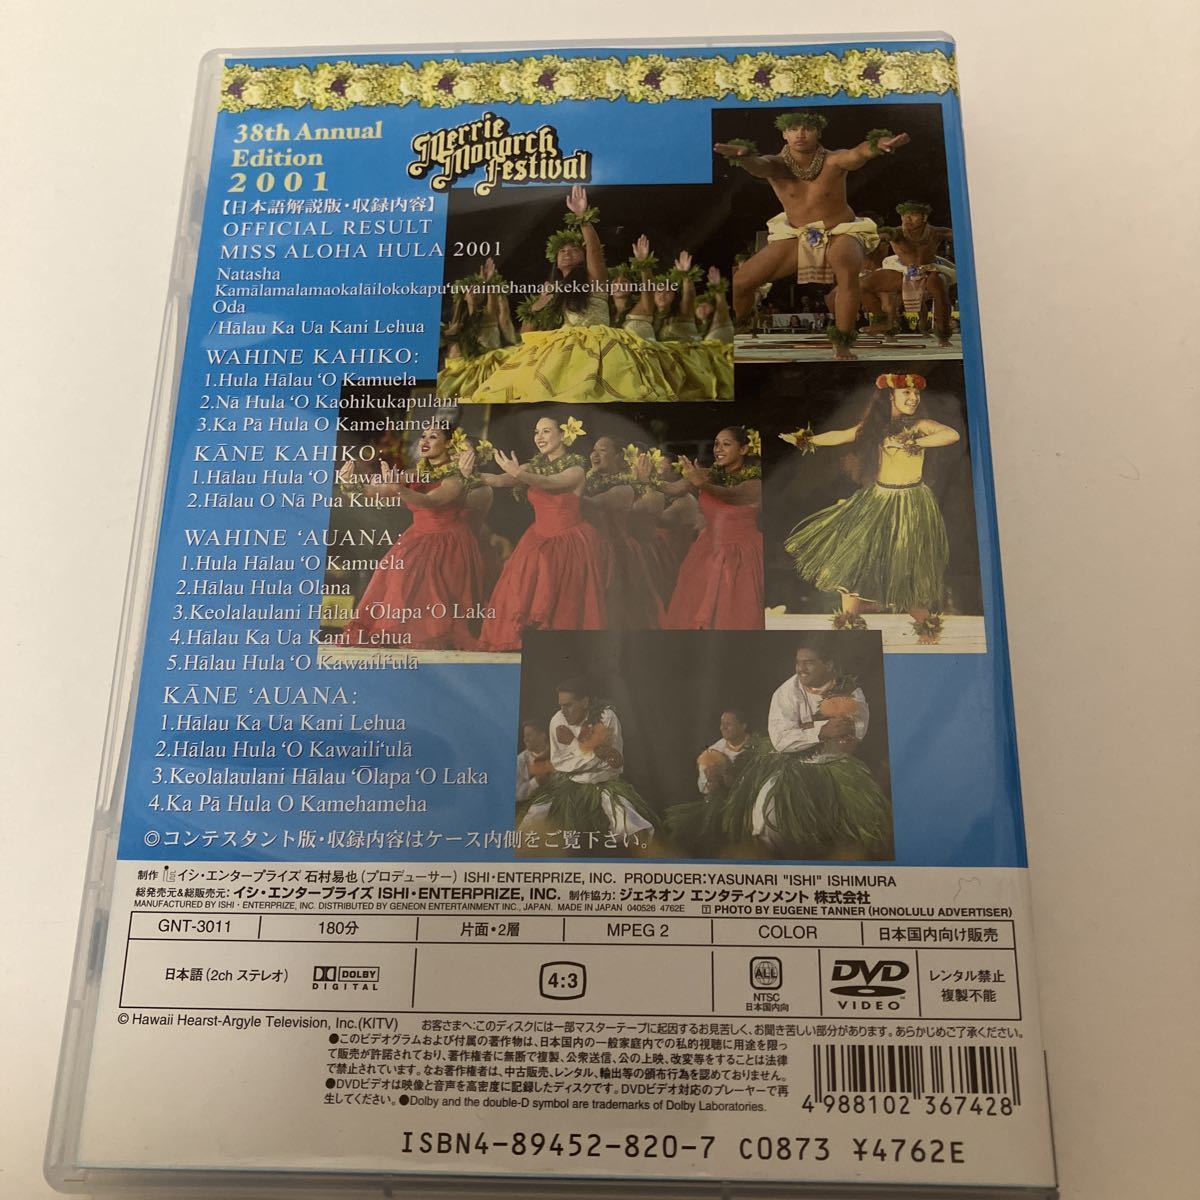 38th Annual
Edition
2001
Merrie
Monarch
Festival
【日本語解説版・収録内容】
OFFICIAL RESULT
MISS ALOHA HULA 2001
Natasha
Kamālamalamaokalāilokokapuʻuwaimehanaokekeikipunahele
Oda
/Hālau Ka Ua Kani Lehua
WAHINE KAHIKO:
1.Hula Hālau ‘O Kamuela
2.Nā Hula ‘O Kaohikukapulani
3.Ka Pā Hula O Kamehameha
KĀNE KAHIKO:
1.Hālau Hula ‘O Kawaili‘ulā
2.Hālau O Nā Pua Kukui
WAHINE ‘AUANA:
1.Hula Hālau ‘O Kamuela
2.Hālau Hula Olana
3.Keolalaulani Hālau ‘Ōlapa ‘O Laka
4.Hālau Ka Ua Kani Lehua
5.Hālau Hula ‘O Kawaili‘ulā
KĀNE ‘AUANA:
1.Hālau Ka Ua Kani Lehua
2.Hālau Hula ‘O Kawaili‘ulā
3.Keolalaulani Hālau ‘Ōlapa ‘O Laka
4.Ka Pā Hula O Kamehameha
◎コンテスタント版・収録内容はケース内側をご覧下さい。
制作 iE イシ・エンタープライズ 石村易也(プロデューサー) ISHI・ENTERPRIZE, INC. PRODUCER:YASUNARI "ISHI" ISHIMURA
総発売元&総販売元: イシ・エンタープライズ ISHI・ENTERPRIZE, INC. 制作協力: ジェネオン エンタテインメント 株式会社
MANUFACTURED BY ISHI・ENTERPRIZE, INC. DISTRIBUTED BY GENEON ENTERTAINMENT INC., JAPAN. MADE IN JAPAN 040526 4762E PHOTO BY EUGENE TANNER (HONOLULU ADVERTISER)
GNT-3011 180分 片面・2層 MPEG 2 COLOR 日本国内向け販売
日本語(2ch ステレオ) DOLBY DIGITAL 4:3 ALL NTSC 日本国内向 DVD VIDEO レンタル禁止 複製不能
© Hawaii Hearst-Argyle Television, Inc.(KITV) お客さまへ:このディスクには一部マスターテープに起因するお見苦しく、お聞き苦しい部分があります。あらかじめご了承ください。
●このビデオグラムおよび付属の著作物は、日本国内の一般家庭内での私的視聴に用途を限って販売が許諾されており、著作権者に無断で複製、公衆送信、公の上映、改変等をすることは法律で禁止されています。なお著作権者は、中古販売、レンタル、輸出等の頒布行為を認めておりません。
●DVDビデオは映像と音声を高密度に記録したディスクです。DVDビデオ対応のプレーヤーで再生してください。●Dolby and the double-D symbol are trademarks of Dolby Laboratories.
4 988102 367428
ISBN4-89452-820-7 C0873 ¥4762E